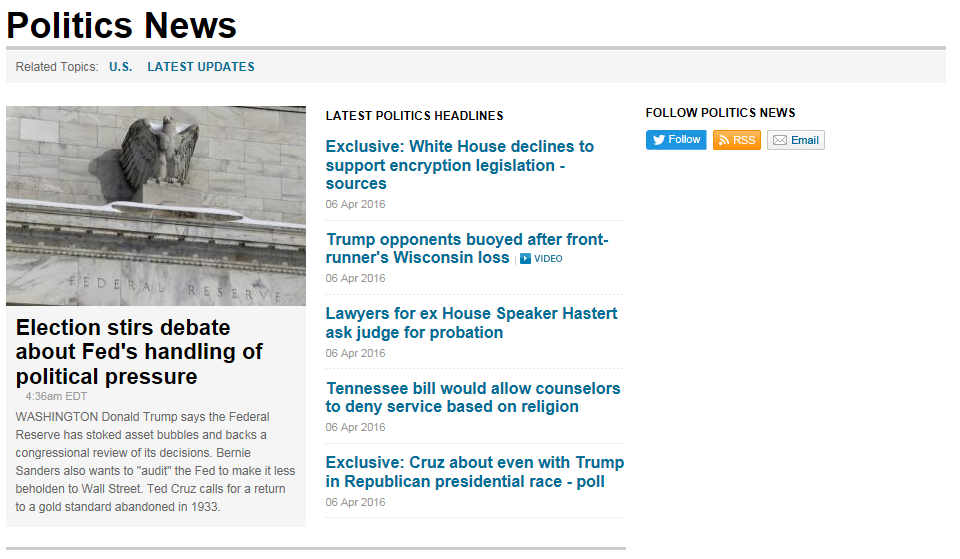 Politics News
Related Topics: U.S. LATEST UPDATES
FEDERAL RESERVE
Election stirs debate
about Fed's handling of
political pressure
4:36am EDT
WASHINGTON Donald Trump says the Federal
Reserve has stoked asset bubbles and backs a
congressional review of its decisions. Bernie
Sanders also wants to "audit" the Fed to make it less
beholden to Wall Street. Ted Cruz calls for a return
to a gold standard abandoned in 1933.
LATEST POLITICS HEADLINES
Exclusive: White House declines to
support encryption legislation -
sources
06 Apr 2016
Trump opponents buoyed after front-
runner's Wisconsin loss | VIDEO
06 Apr 2016
Lawyers for ex House Speaker Hastert
ask judge for probation
06 Apr 2016
Tennessee bill would allow counselors
to deny service based on religion
06 Apr 2016
Exclusive: Cruz about even with Trump
in Republican presidential race - poll
06 Apr 2016
FOLLOW POLITICS NEWS
Follow RSS Email